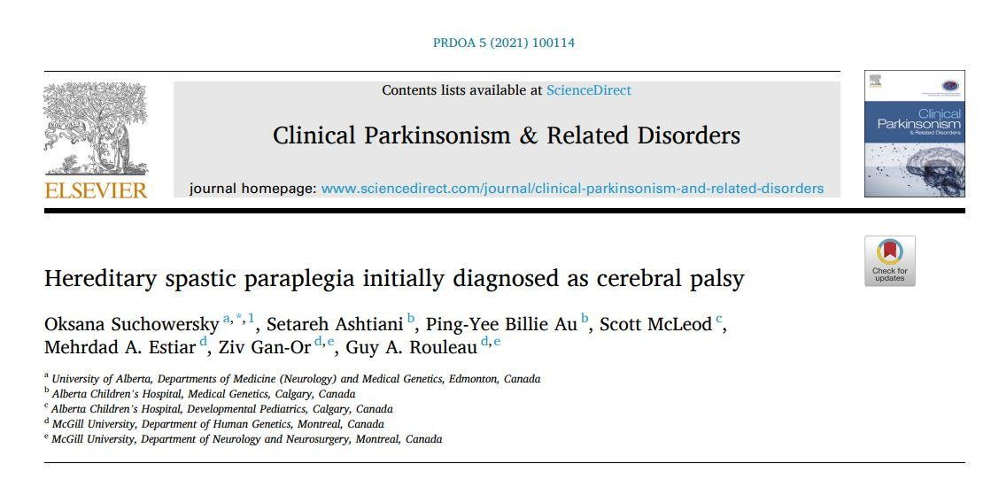 PRDOA 5 (2021) 100114
Contents lists available at ScienceDirect
Clinical Parkinsonism & Related Disorders
journal homepage: www.sciencedirect.com/journal/clinical-parkinsonism-and-related-disorders
ELSEVIER
Clinical
Parkinsonism
& Related Disorders
Check for
updates
Hereditary spastic paraplegia initially diagnosed as cerebral palsy
Oksana Suchowersky a,*,1, Setareh Ashtiani b, Ping-Yee Billie Au b, Scott McLeod c,
Mehrdad A. Estiar d, Ziv Gan-Or d,e, Guy A. Rouleau d,e
a University of Alberta, Departments of Medicine (Neurology) and Medical Genetics, Edmonton, Canada
b Alberta Children's Hospital, Medical Genetics, Calgary, Canada
c Alberta Children's Hospital, Developmental Pediatrics, Calgary, Canada
d McGill University, Department of Human Genetics, Montreal, Canada
e McGill University, Department of Neurology and Neurosurgery, Montreal, Canada